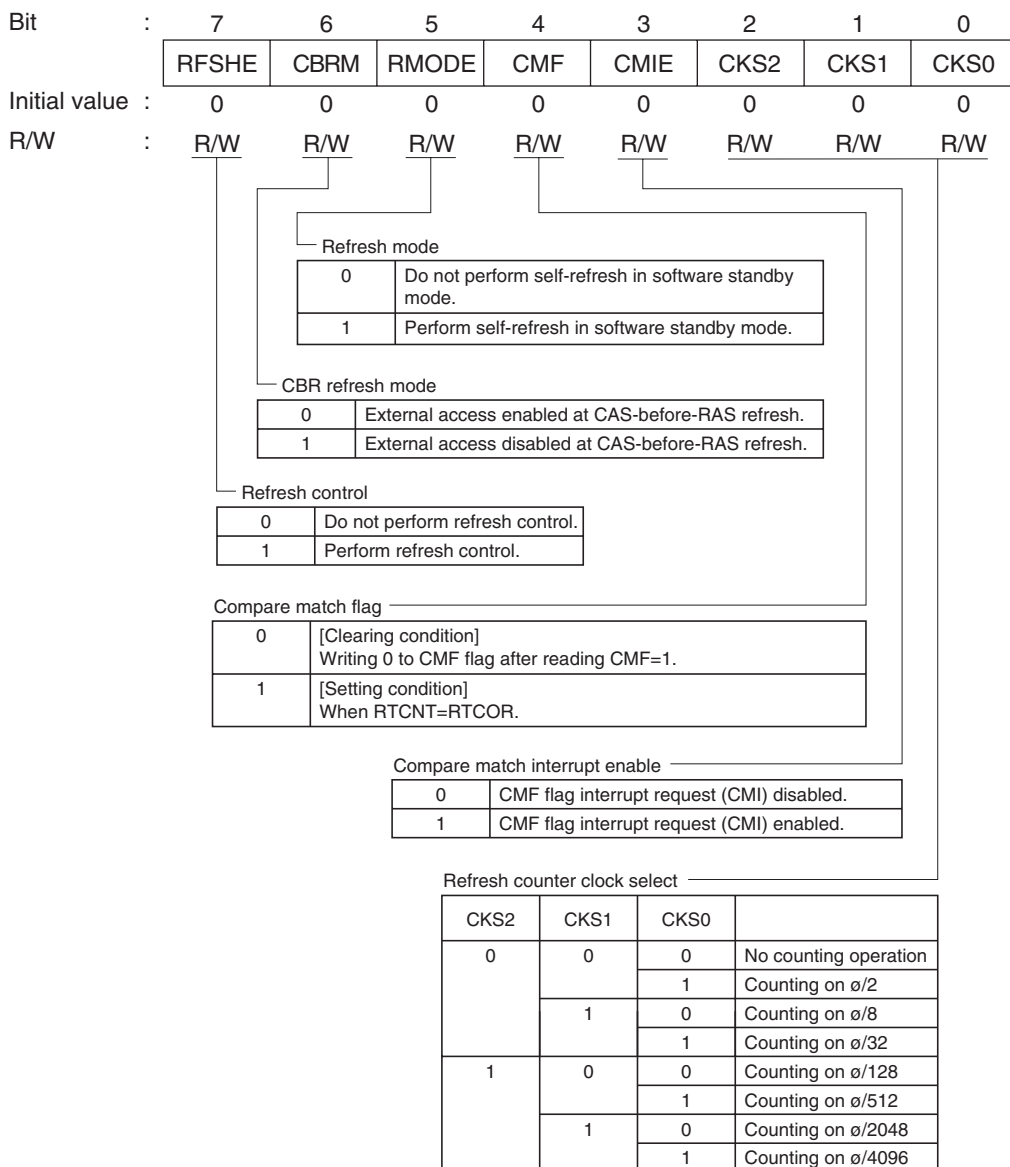 Bit : 7 6 5 4 3 2 1 0
RFSHE CBRM RMODE CMF CMIE CKS2 CKS1 CKS0
Initial value : 0 0 0 0 0 0 0 0
R/W : R/W R/W R/W R/W R/W R/W R/W R/W
Refresh mode
0 Do not perform self-refresh in software standby
mode.
1 Perform self-refresh in software standby mode.
CBR refresh mode
0 External access enabled at CAS-before-RAS refresh.
1 External access disabled at CAS-before-RAS refresh.
Refresh control
0 Do not perform refresh control.
1 Perform refresh control.
Compare match flag
0 [Clearing condition]
Writing 0 to CMF flag after reading CMF=1.
1 [Setting condition]
When RTCNT=RTCOR.
Compare match interrupt enable
0 CMF flag interrupt request (CMI) disabled.
1 CMF flag interrupt request (CMI) enabled.
Refresh counter clock select
CKS2 CKS1 CKS0
0 0 0 No counting operation
1 Counting on ø/2
1 0 Counting on ø/8
1 Counting on ø/32
1 0 0 Counting on ø/128
1 Counting on ø/512
1 0 Counting on ø/2048
1 Counting on ø/4096